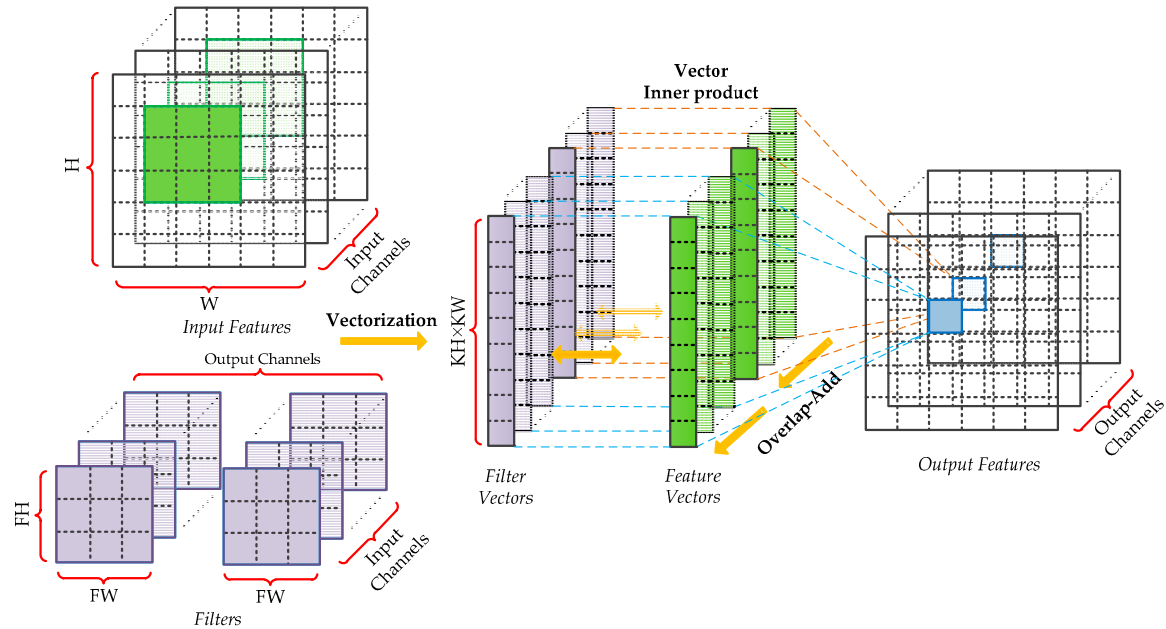 H
W
Input
Channels
Input Features
Vectorization
Output Channels
FH
FW
FW
Input
Channels
Filters
Vector
Inner product
KH×KW
Filter
Vectors
Feature
Vectors
Overlap-Add
Output
Channels
Output Features